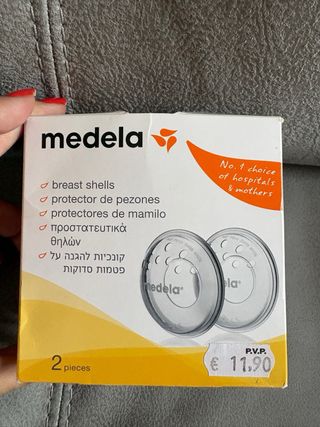 medela
No. 1 choice
of hospitals
& mothers
breast shells
protector de pezones
protectores de mamilo
προστατευτικά
θηλών
קונכיות להגנה על
פטמות סדוקות
medela
medela
2 pieces
P.V.P.
€ 11,90